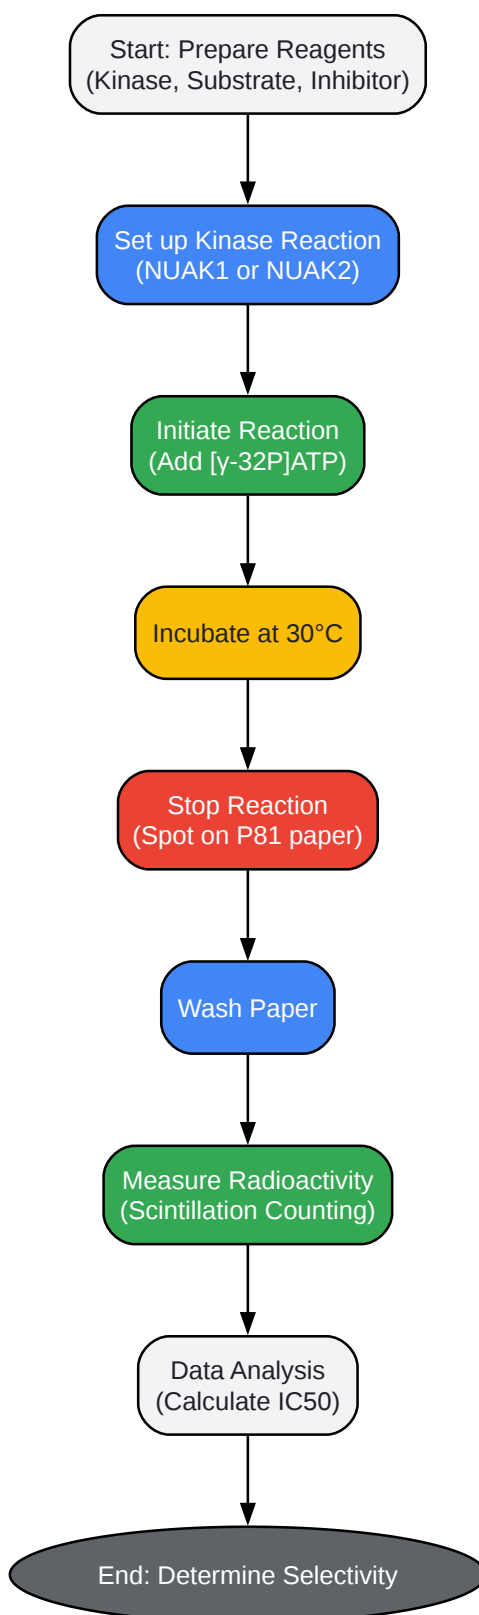 Start: Prepare Reagents
(Kinase, Substrate, Inhibitor)
Set up Kinase Reaction
(NUAK1 or NUAK2)
Initiate Reaction
(Add [γ-32P]ATP)
Incubate at 30°C
Stop Reaction
(Spot on P81 paper)
Wash Paper
Measure Radioactivity
(Scintillation Counting)
Data Analysis
(Calculate IC50)
End: Determine Selectivity